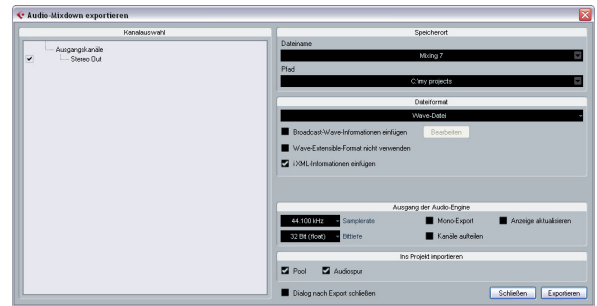 Audio-Mixdown exportieren
Kanalauswahl
Ausgangskanäle
Stereo Out
Speicherort
Dateiname
Mixing 7
Pfad
C:\my projects
Dateiformat
Wave-Datei
Broadcast-Wave-Informationen einfügen
Bearbeiten
Wave-Extensible-Format nicht verwenden
iXML-Informationen einfügen
Ausgang der Audio-Engine
44.100 kHz Samplerate Mono-Export Anzeige aktualisieren
32 Bit (float) Bittiefe Kanäle aufteilen
Ins Projekt importieren
Pool Audiospur
Dialog nach Export schließen
Schließen Exportieren